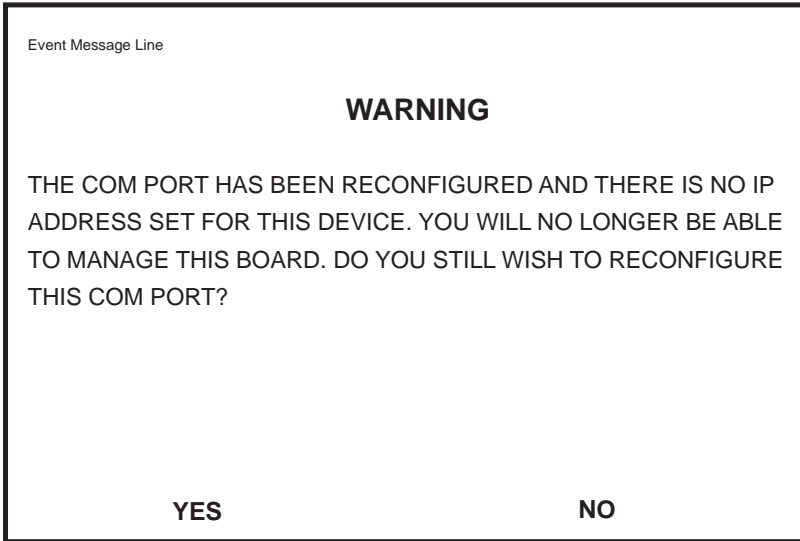 Event Message Line
WARNING
THE COM PORT HAS BEEN RECONFIGURED AND THERE IS NO IP
ADDRESS SET FOR THIS DEVICE. YOU WILL NO LONGER BE ABLE
TO MANAGE THIS BOARD. DO YOU STILL WISH TO RECONFIGURE
THIS COM PORT?
YES NO